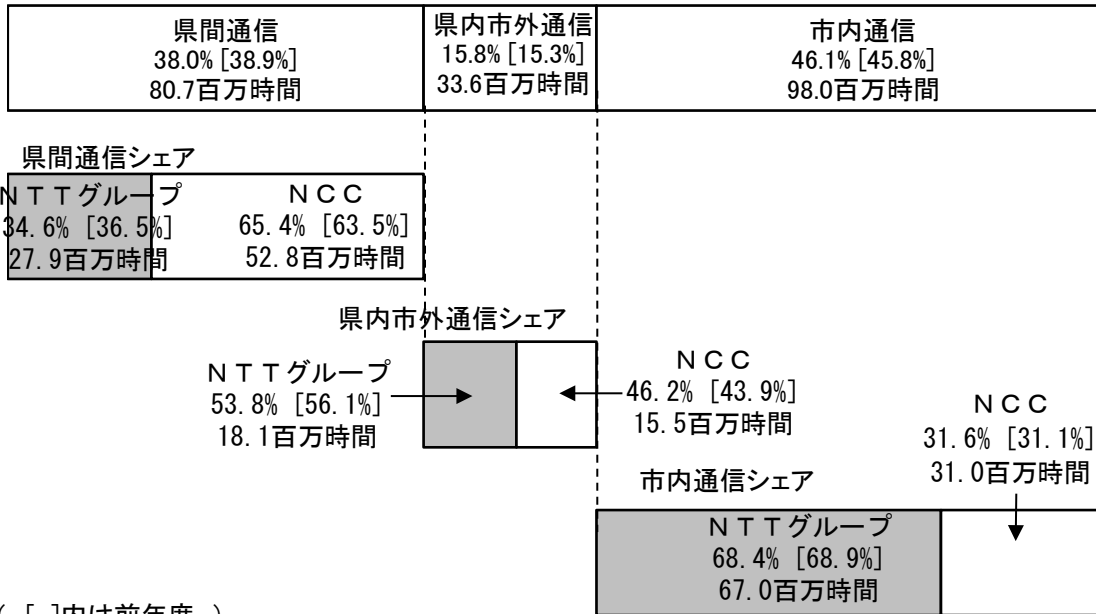 県間通信
38.0% [38.9%]
80.7百万時間
県内市外通信
15.8% [15.3%]
33.6百万時間
市内通信
46.1% [45.8%]
98.0百万時間
県間通信シェア
ＮＴＴグループ
34.6% [36.5%]
27.9百万時間
ＮＣＣ
65.4% [63.5%]
52.8百万時間
県内市外通信シェア
ＮＴＴグループ
53.8% [56.1%]
18.1百万時間
ＮＣＣ
46.2% [43.9%]
15.5百万時間
ＮＣＣ
31.6% [31.1%]
31.0百万時間
市内通信シェア
ＮＴＴグループ
68.4% [68.9%]
67.0百万時間
( [ ]内は前年度 )